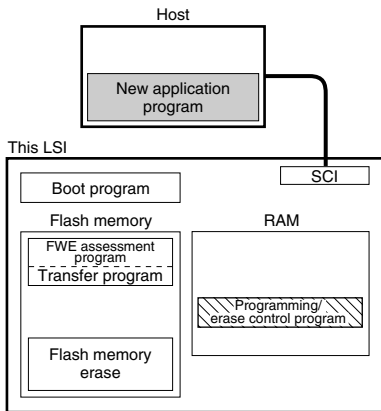 Host
New application
program
This LSI
SCI
Boot program
Flash memory
RAM
FWE assessment
program
Transfer program
Programming/
erase control program
Flash memory
erase